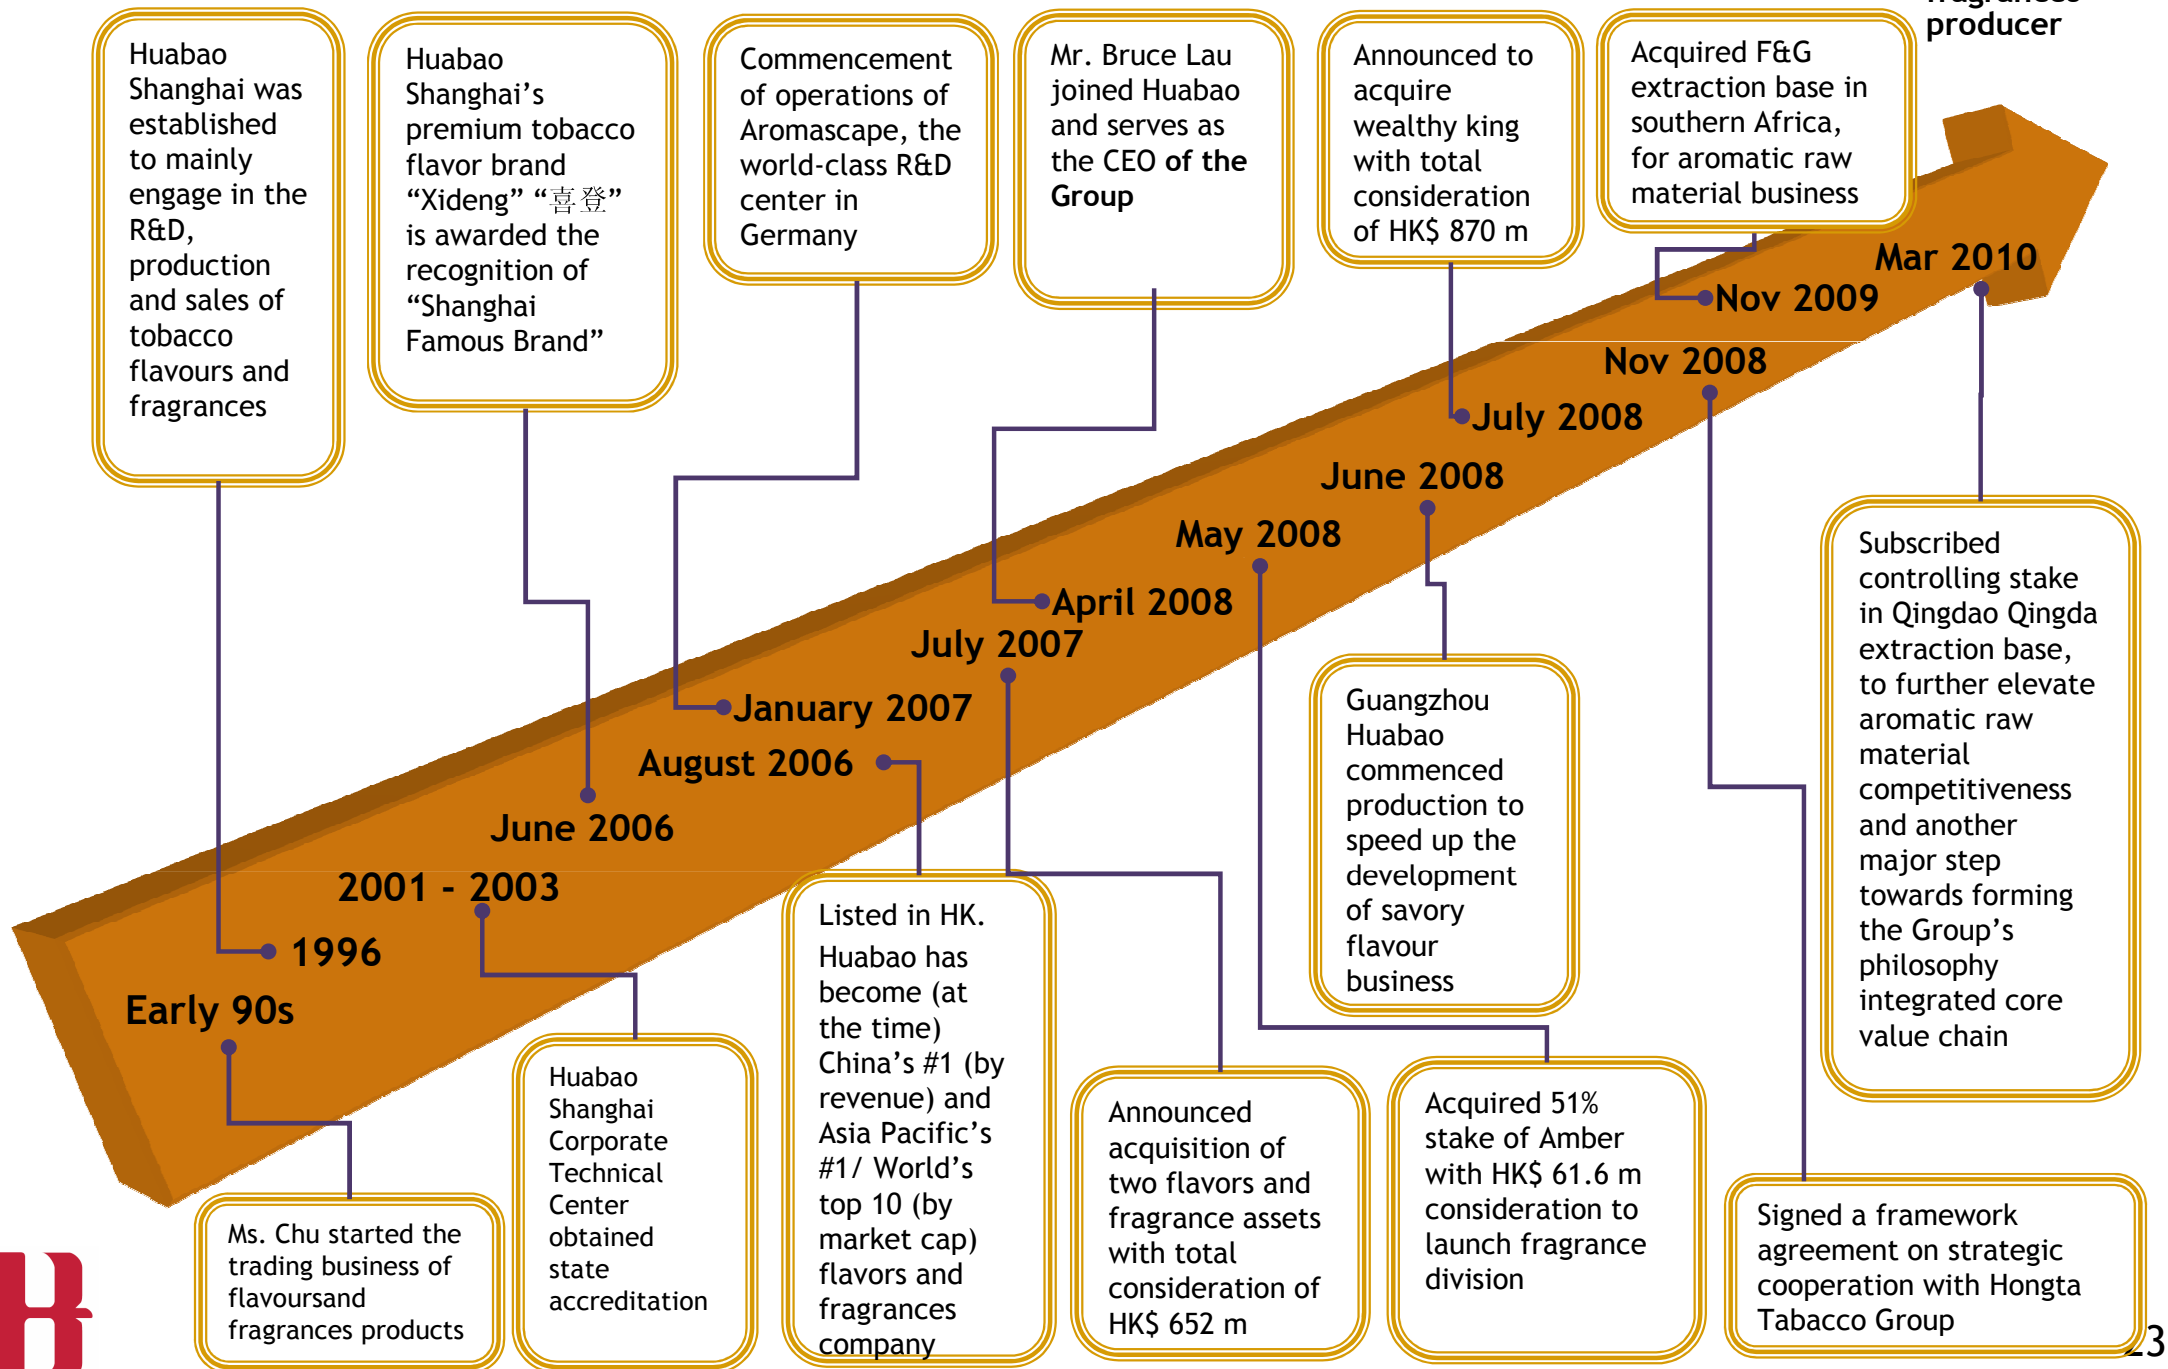 fragrances
producer
Huabao
Shanghai was
established
to mainly
engage in the
R&D,
production
and sales of
tobacco
flavours and
fragrances
Huabao
Shanghai’s
premium tobacco
flavor brand
“Xideng” “喜登”
is awarded the
recognition of
“Shanghai
Famous Brand”
Commencement
of operations of
Aromascape, the
world-class R&D
center in
Germany
Mr. Bruce Lau
joined Huabao
and serves as
the CEO of the
Group
Announced to
acquire
wealthy king
with total
consideration
of HK$ 870 m
Acquired F&G
extraction base in
southern Africa,
for aromatic raw
material business
Mar 2010
Nov 2009
Nov 2008
July 2008
June 2008
May 2008
April 2008
July 2007
January 2007
August 2006
June 2006
2001 - 2003
1996
Early 90s
Ms. Chu started the
trading business of
flavoursand
fragrances products
Huabao
Shanghai
Corporate
Technical
Center
obtained
state
accreditation
Listed in HK.
Huabao has
become (at
the time)
China’s #1 (by
revenue) and
Asia Pacific’s
#1/ World’s
top 10 (by
market cap)
flavors and
fragrances
company
Announced
acquisition of
two flavors and
fragrance assets
with total
consideration of
HK$ 652 m
Guangzhou
Huabao
commenced
production to
speed up the
development
of savory
flavour
business
Acquired 51%
stake of Amber
with HK$ 61.6 m
consideration to
launch fragrance
division
Signed a framework
agreement on strategic
cooperation with Hongta
Tabacco Group
Subscribed
controlling stake
in Qingdao Qingda
extraction base,
to further elevate
aromatic raw
material
competitiveness
and another
major step
towards forming
the Group’s
philosophy
integrated core
value chain